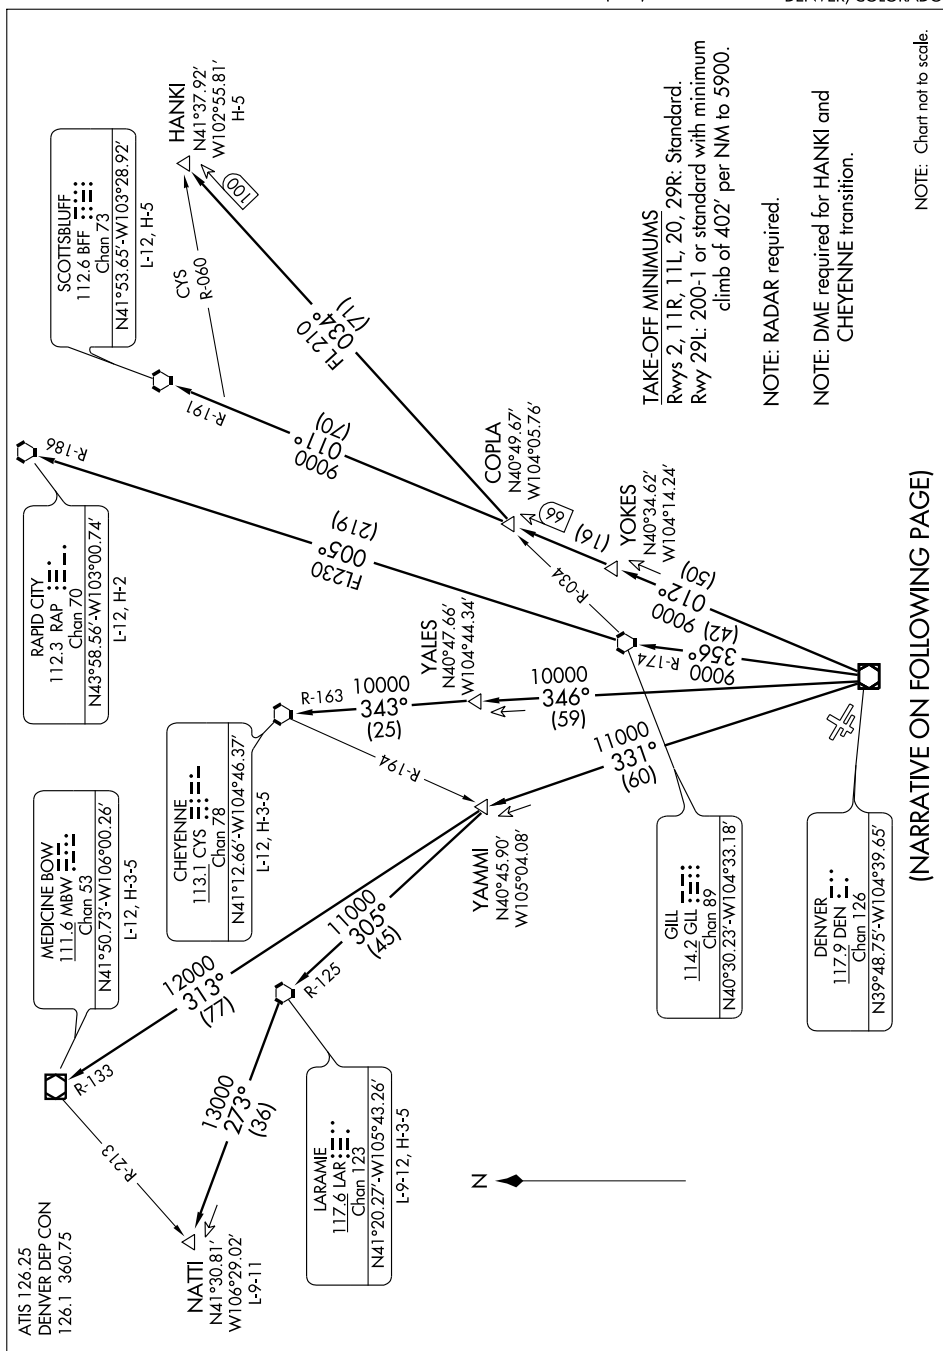 DENVER, COLORADO
ATIS 126.25
DENVER DEP CON
126.1 360.75
NATTI
N41°30.81'
W106°29.02'
L-9-11
R-213
MEDICINE BOW
111.6 MBW
Chan 53
N41°50.73'-W106°00.26'
L-12, H-3-5
R-133
13000
273°
(36)
LARAMIE
117.6 LAR
Chan 123
N41°20.27'-W105°43.26'
L-9-12, H-3-5
R-125
12000
313°
(77)
11000
305°
(45)
CHEYENNE
113.1 CYS
Chan 78
N41°12.66'-W104°46.37'
L-12, H-3-5
R-163
R-194
10000
343°
(25)
YALES
N40°47.66'
W104°44.34'
YAMMI
N40°45.90'
W105°04.08'
RAPID CITY
112.3 RAP
Chan 70
N43°58.56'-W103°00.74'
L-12, H-2
R-186
FL230
005°
(219)
SCOTTSBLUFF
112.6 BFF
Chan 73
N41°53.65'-W103°28.92'
L-12, H-5
R-191
9000
011°
(70)
CYS
R-060
HANKI
N41°37.92'
W102°55.81'
H-5
100
FL210
034°
(71)
COPLA
N40°49.67'
W104°05.76'
66
(16)
R-034
YOKES
N40°34.62'
W104°14.24'
11000
331°
(60)
10000
346°
(59)
9000
356°
(42)
R-174
9000
012°
(50)
GILL
114.2 GLL
Chan 89
N40°30.23'-W104°33.18'
DENVER
117.9 DEN
Chan 126
N39°48.75'-W104°39.65'
N
TAKE-OFF MINIMUMS
Rwys 2, 11R, 11L, 20, 29R: Standard.
Rwy 29L: 200-1 or standard with minimum
climb of 402' per NM to 5900.
NOTE: RADAR required.
NOTE: DME required for HANKI and
CHEYENNE transition.
NOTE: Chart not to scale.
(NARRATIVE ON FOLLOWING PAGE)